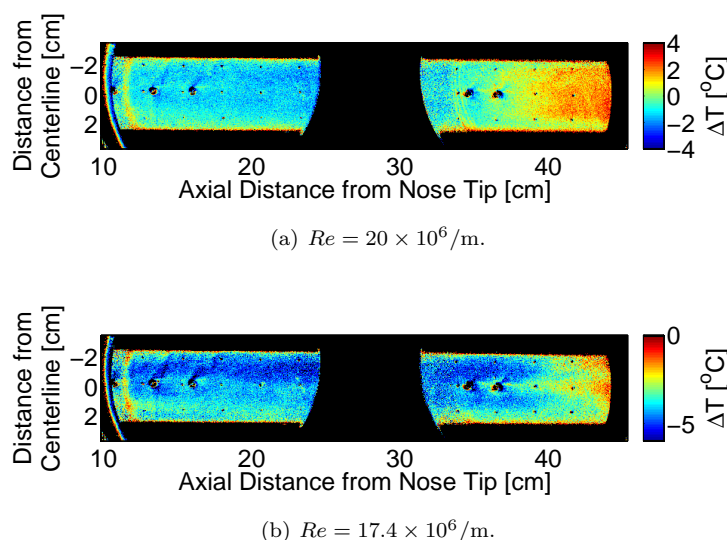 Distance from
Centerline [cm]
-2
0
2
10 20 30 40
Axial Distance from Nose Tip [cm]
4
2
0
−2
−4
ΔT [°C]
(a) Re = 20 × 10⁶/m.
Distance from
Centerline [cm]
-2
0
2
10 20 30 40
Axial Distance from Nose Tip [cm]
0
−5
ΔT [°C]
(b) Re = 17.4 × 10⁶/m.